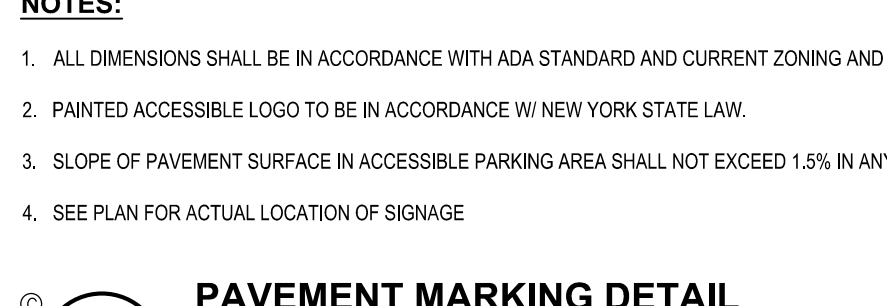 NOTES:
1. ALL DIMENSIONS SHALL BE IN ACCORDANCE WITH ADA STANDARD AND CURRENT ZONING AND
2. PAINTED ACCESSIBLE LOGO TO BE IN ACCORDANCE W/ NEW YORK STATE LAW.
3. SLOPE OF PAVEMENT SURFACE IN ACCESSIBLE PARKING AREA SHALL NOT EXCEED 1.5% IN ANY
4. SEE PLAN FOR ACTUAL LOCATION OF SIGNAGE
© PAVEMENT MARKING DETAIL